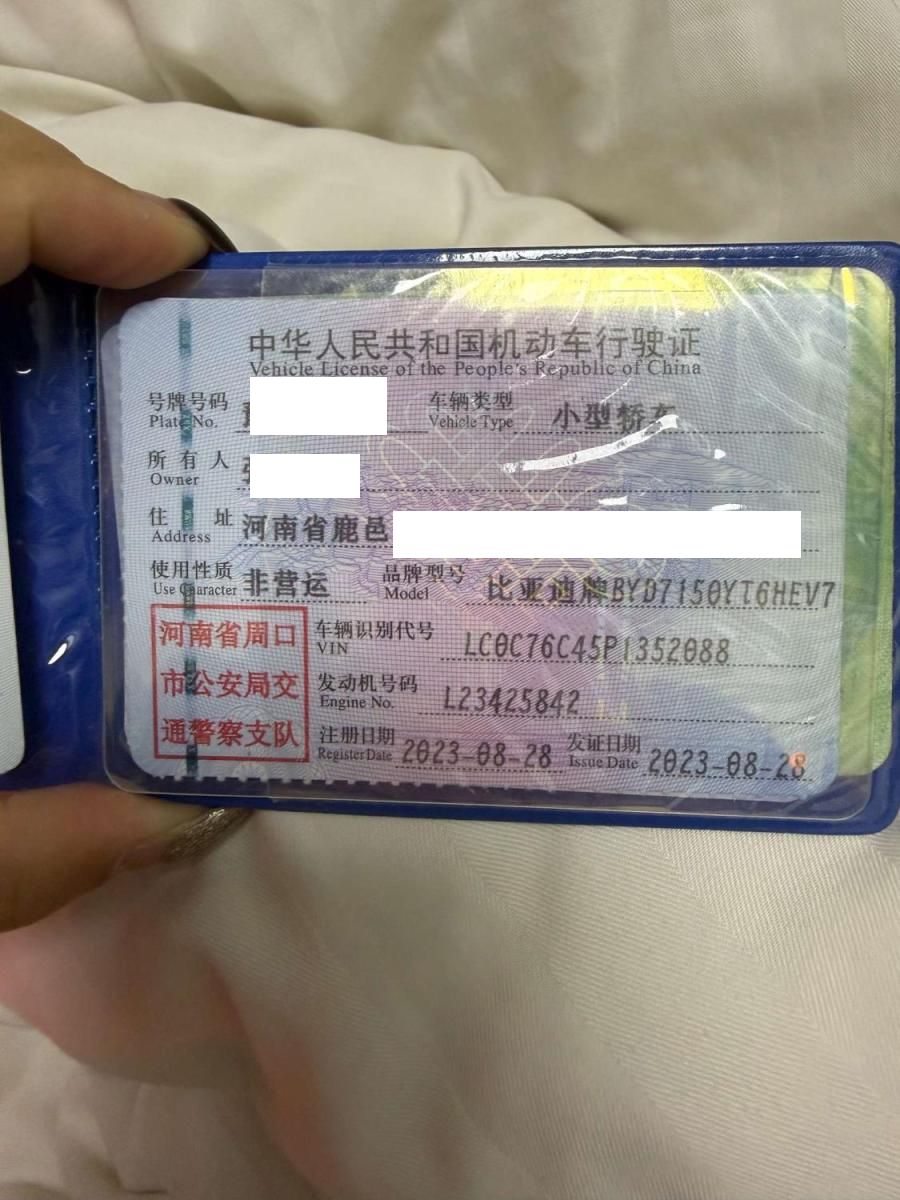 中华人民共和国机动车行驶证
Vehicle License of the People's Republic of China
号牌号码 车辆类型 小型轿车
Plate No. Vehicle Type
所有人
Owner
住址 河南省鹿邑
Address
使用性质 非营运 品牌型号 比亚迪牌BYD7150YT6HEV7
Use Character Model
河南省周口
市公安局交
通警察支队
车辆识别代号 LC0C76C45P1352088
VIN
发动机号码 L23425842
Engine No.
注册日期 2023-08-28 发证日期 2023-08-28
Register Date Issue Date